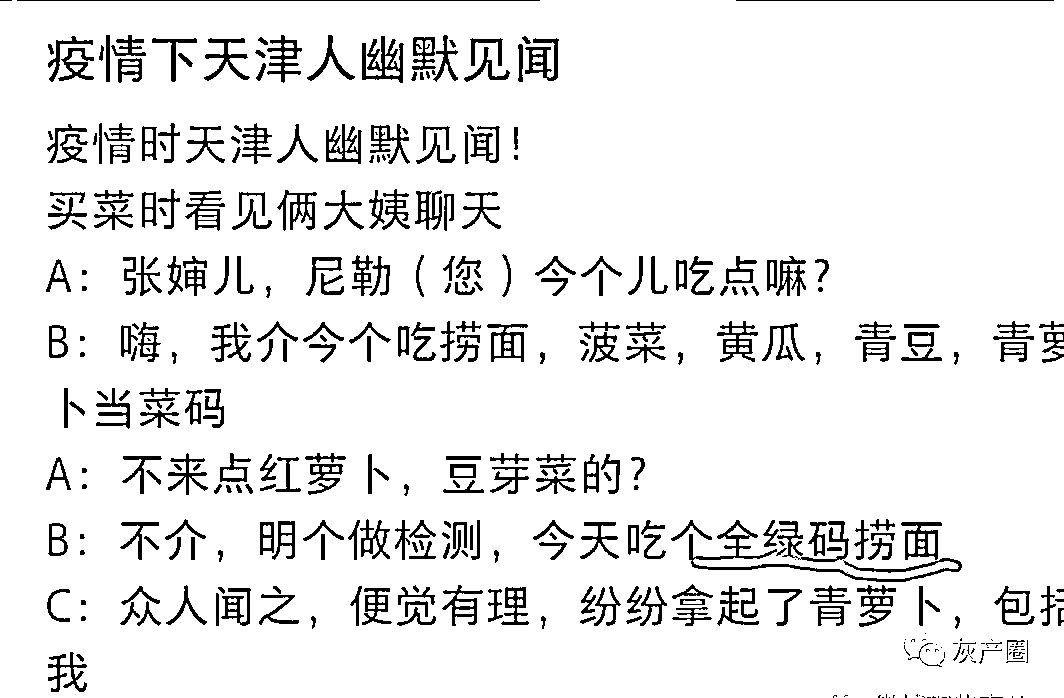 疫情下天津人幽默见闻
疫情时天津人幽默见闻!
买菜时看见俩大姨聊天
A：张婶儿，尼勒（您）今个儿吃点嘛?
B：嗨，我介今个吃捞面，菠菜，黄瓜，青豆，青萝
卜当菜码
A：不来点红萝卜，豆芽菜的?
B：不介，明个做检测，今天吃个全绿码捞面
C：众人闻之，便觉有理，纷纷拿起了青萝卜，包括
我
灰产圈